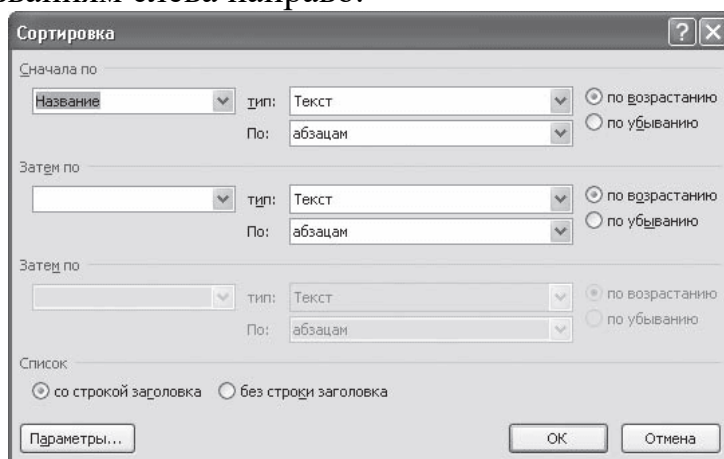 направо.
Сортировка
Сначала по
Название тип: Текст по возрастанию
По: абзацам по убыванию
Затем по
тип: Текст по возрастанию
По: абзацам по убыванию
Затем по
тип: Текст по возрастанию
По: абзацам по убыванию
Список
со строкой заголовка без строки заголовка
Параметры... ОК Отмена